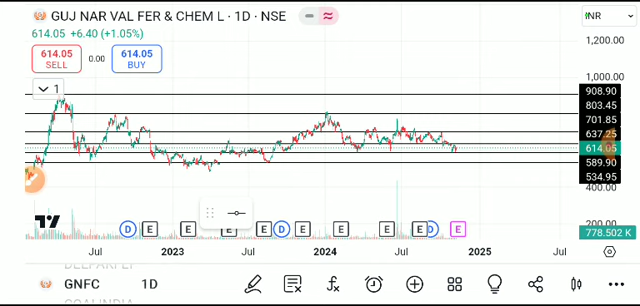 GUJ NAR VAL FER & CHEM L · 1D · NSE
INR
614.05 +6.40 (+1.05%)
614.05 SELL
0.00
614.05 BUY
1
1,200.00
1,000.00
908.90
803.45
701.85
637.25
614.05
589.90
534.95
400.00
200.00
778.502 K
D E E E E D E E E E D E
Jul 2023 Jul 2024 Jul 2025 Jul
GNFC 1D
COALINDIA